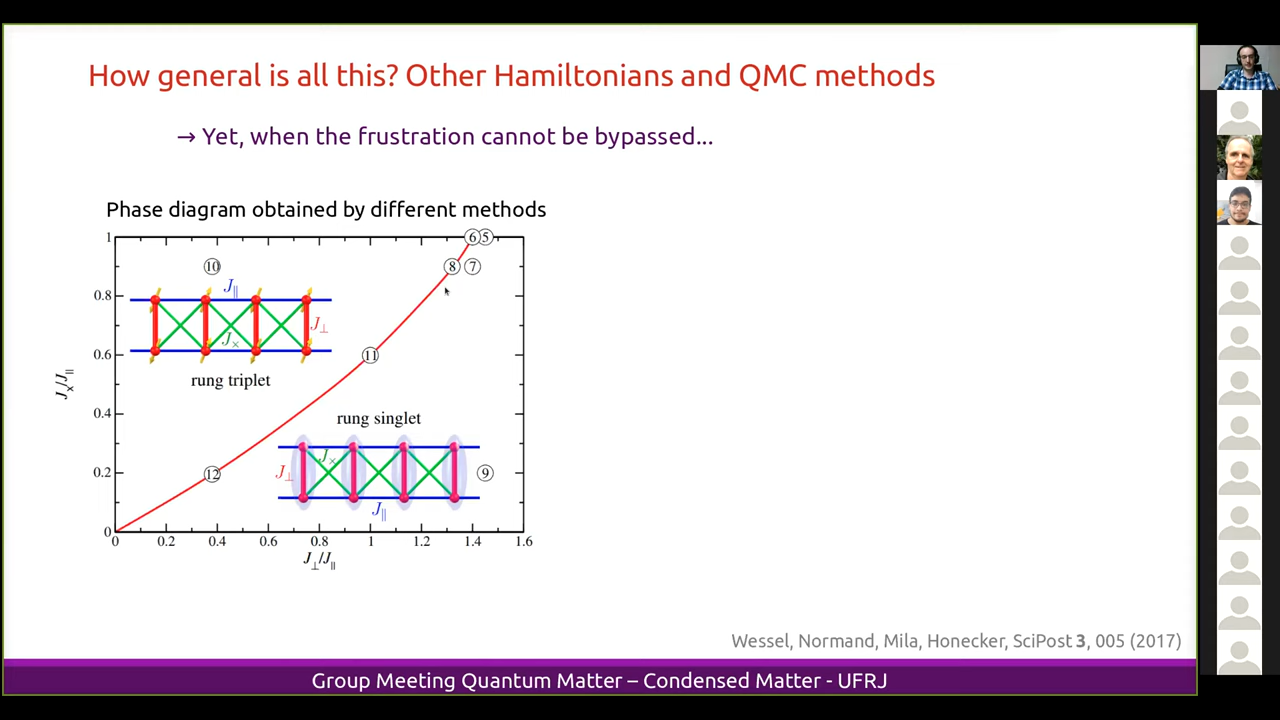 How general is all this? Other Hamiltonians and QMC methods
→ Yet, when the frustration cannot be bypassed...
Phase diagram obtained by different methods
1
0.8
0.6
0.4
0.2
0
J×/J∥
6 5
10
8 7
J∥
J⊥
J×
11
rung triplet
rung singlet
J×
12
J⊥
9
J∥
0 0.2 0.4 0.6 0.8 1 1.2 1.4 1.6
J⊥/J∥
Wessel, Normand, Mila, Honecker, SciPost 3, 005 (2017)
Group Meeting Quantum Matter – Condensed Matter - UFRJ